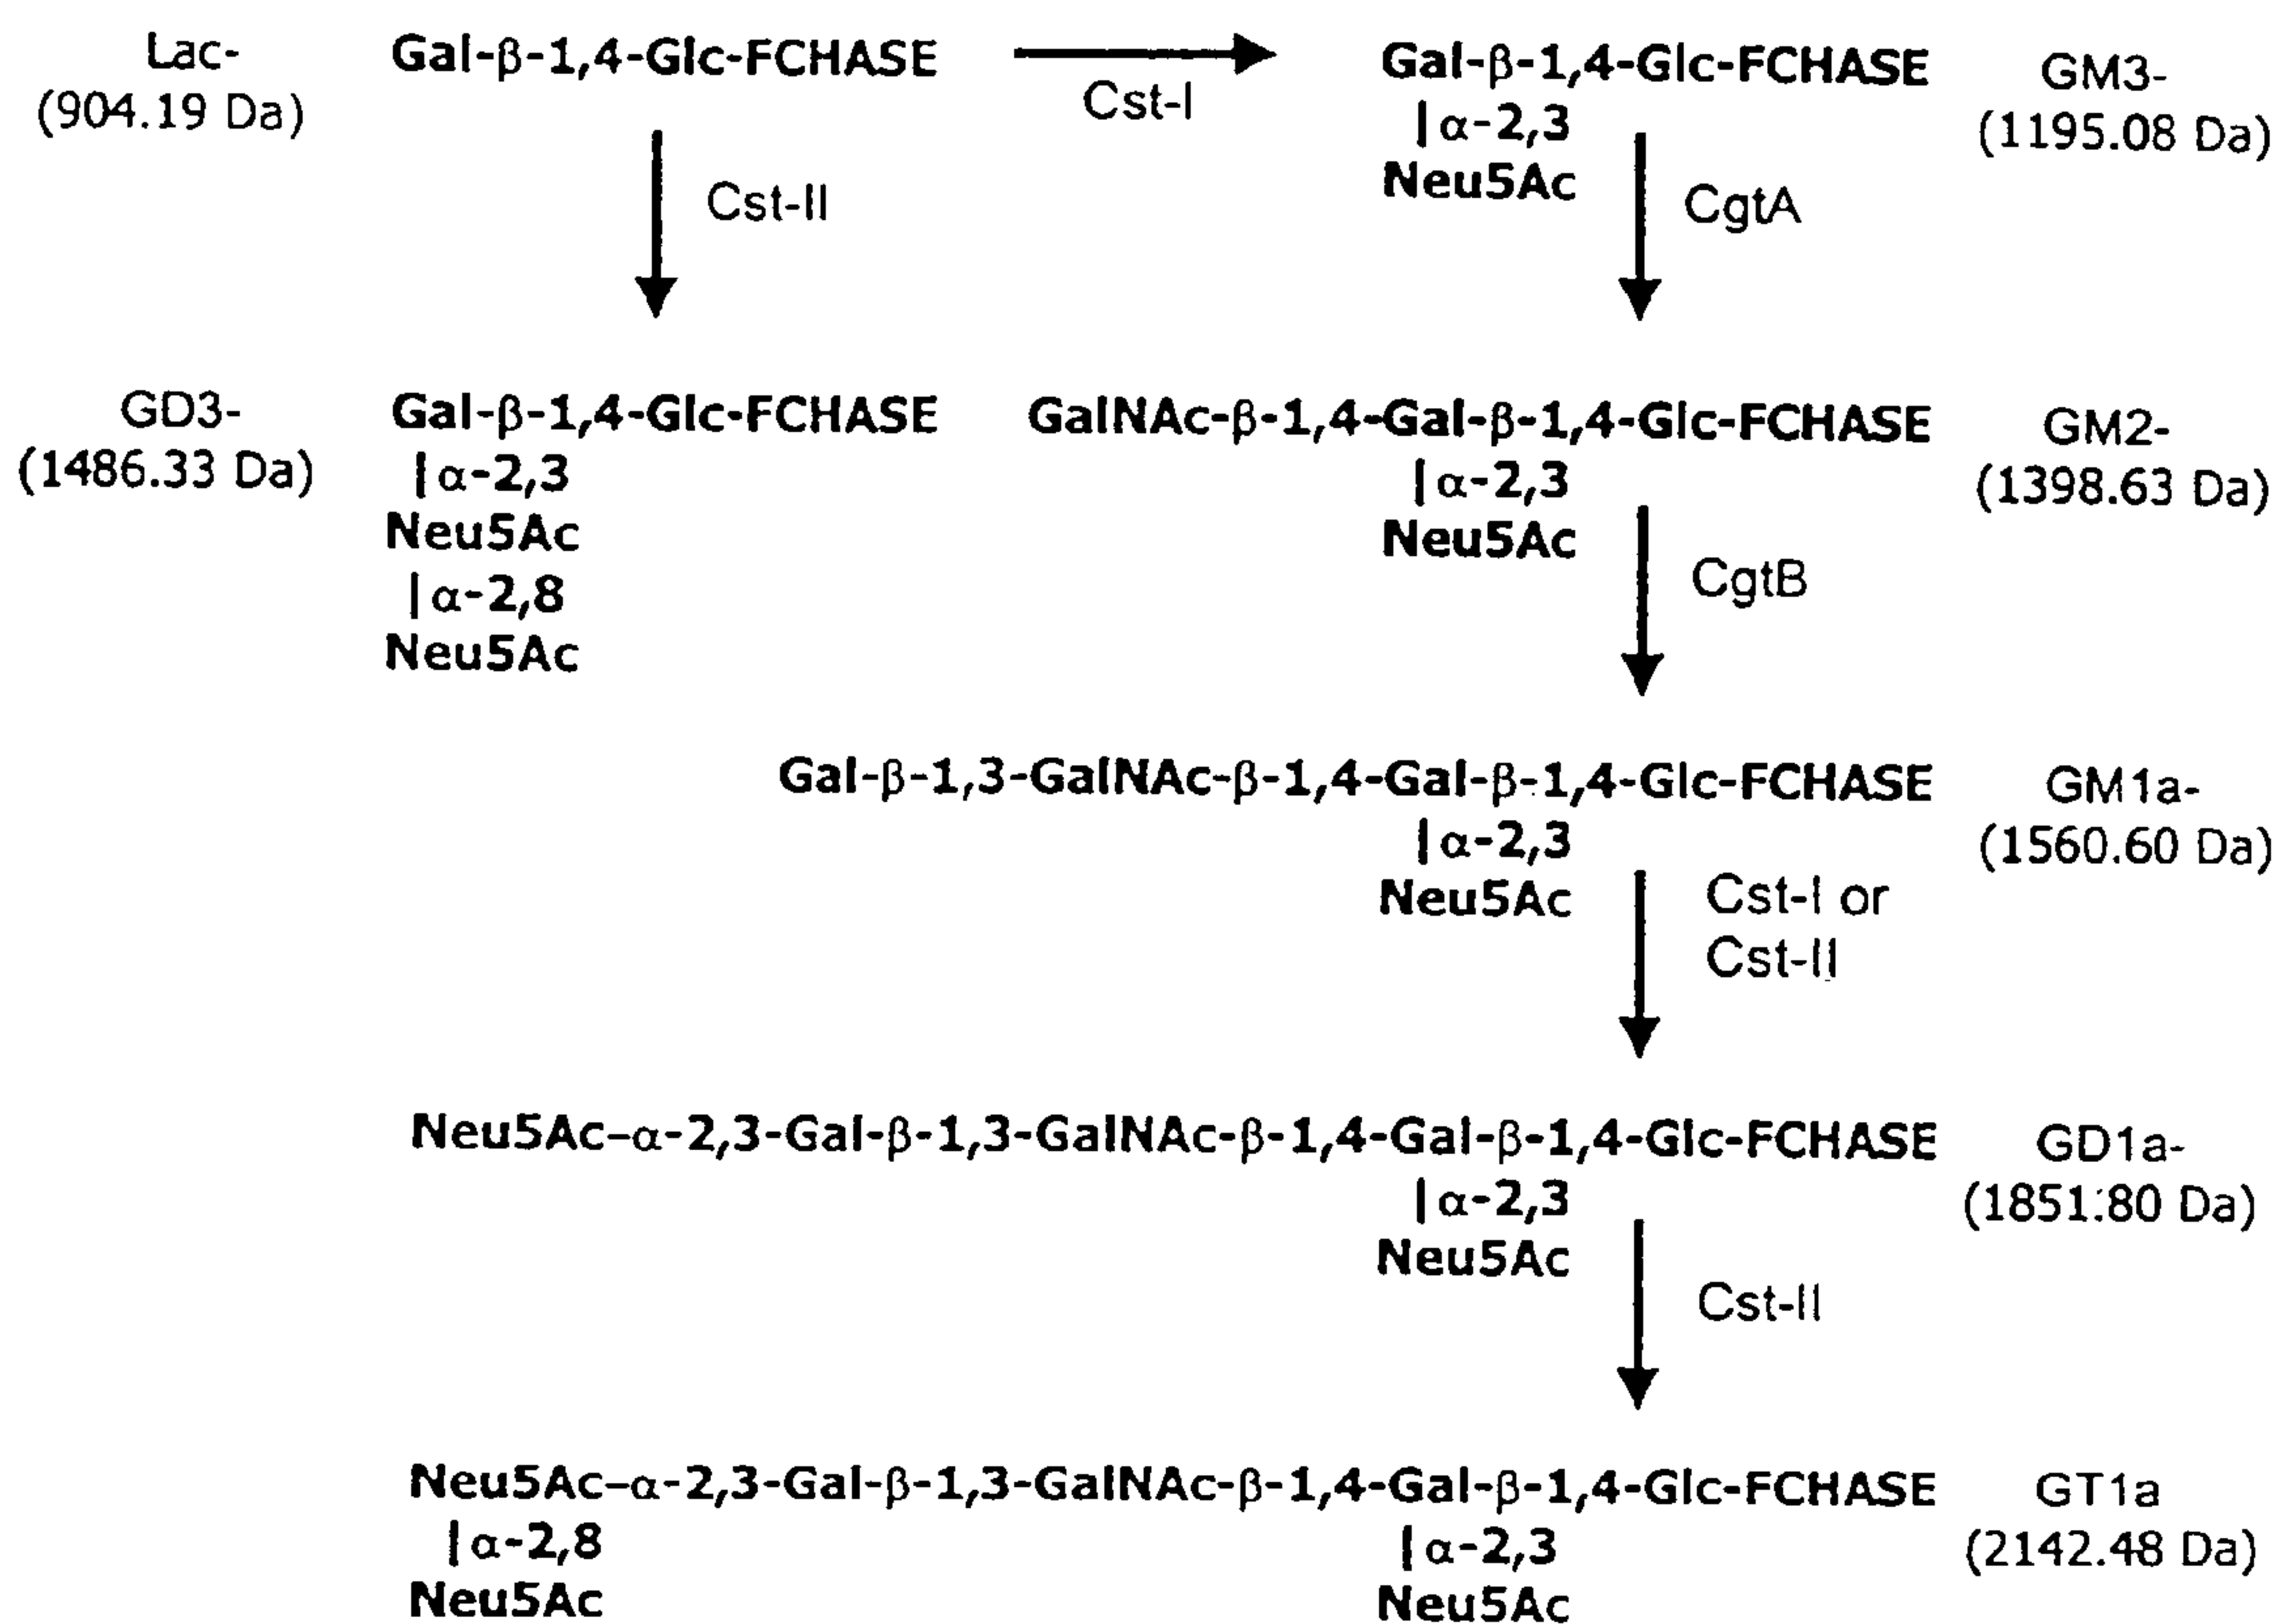 Lac-
(904.19 Da)
Gal-β-1,4-Glc-FCHASE
Cst-I
Gal-β-1,4-Glc-FCHASE
|α-2,3
Neu5Ac
GM3-
(1195.08 Da)
Cst-II
CgtA
GD3-
(1486.33 Da)
Gal-β-1,4-Glc-FCHASE
|α-2,3
Neu5Ac
|α-2,8
Neu5Ac
GalNAc-β-1,4-Gal-β-1,4-Glc-FCHASE
|α-2,3
Neu5Ac
GM2-
(1398.63 Da)
CgtB
Gal-β-1,3-GalNAc-β-1,4-Gal-β-1,4-Glc-FCHASE
|α-2,3
Neu5Ac
GM1a-
(1560.60 Da)
Cst-I or
Cst-II
Neu5Ac–α-2,3-Gal-β-1,3-GalNAc-β-1,4-Gal-β-1,4-Glc-FCHASE
|α-2,3
Neu5Ac
GD1a-
(1851.80 Da)
Cst-II
Neu5Ac–α-2,3-Gal-β-1,3-GalNAc-β-1,4-Gal-β-1,4-Glc-FCHASE
|α-2,8
Neu5Ac
|α-2,3
Neu5Ac
GT1a
(2142.48 Da)